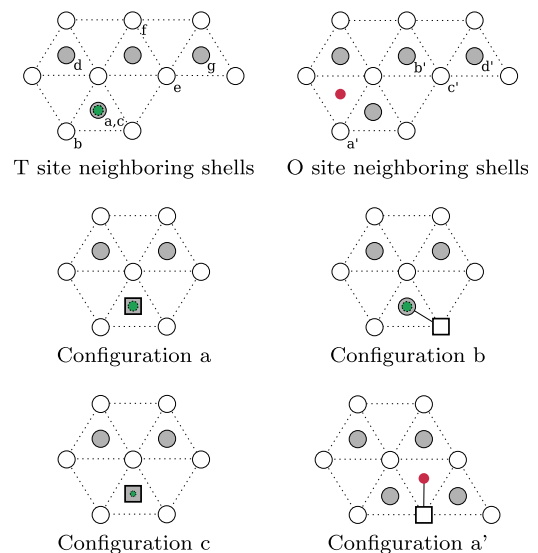 f
d
g
e
a,c
b
T site neighboring shells
b'
d'
c'
a'
O site neighboring shells
Configuration a
Configuration b
Configuration c
Configuration a'